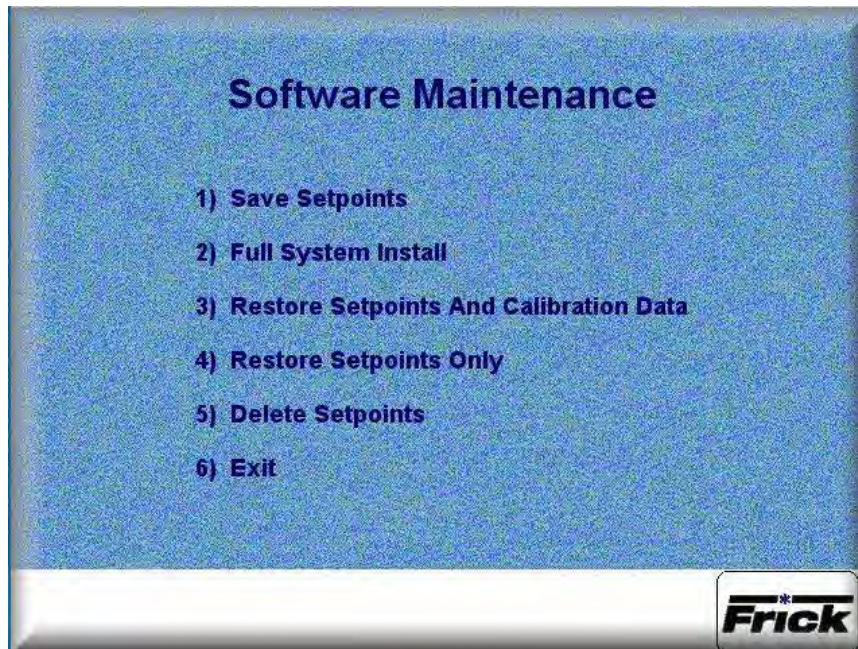 Software Maintenance
1) Save Setpoints
2) Full System Install
3) Restore Setpoints And Calibration Data
4) Restore Setpoints Only
5) Delete Setpoints
6) Exit
Frick